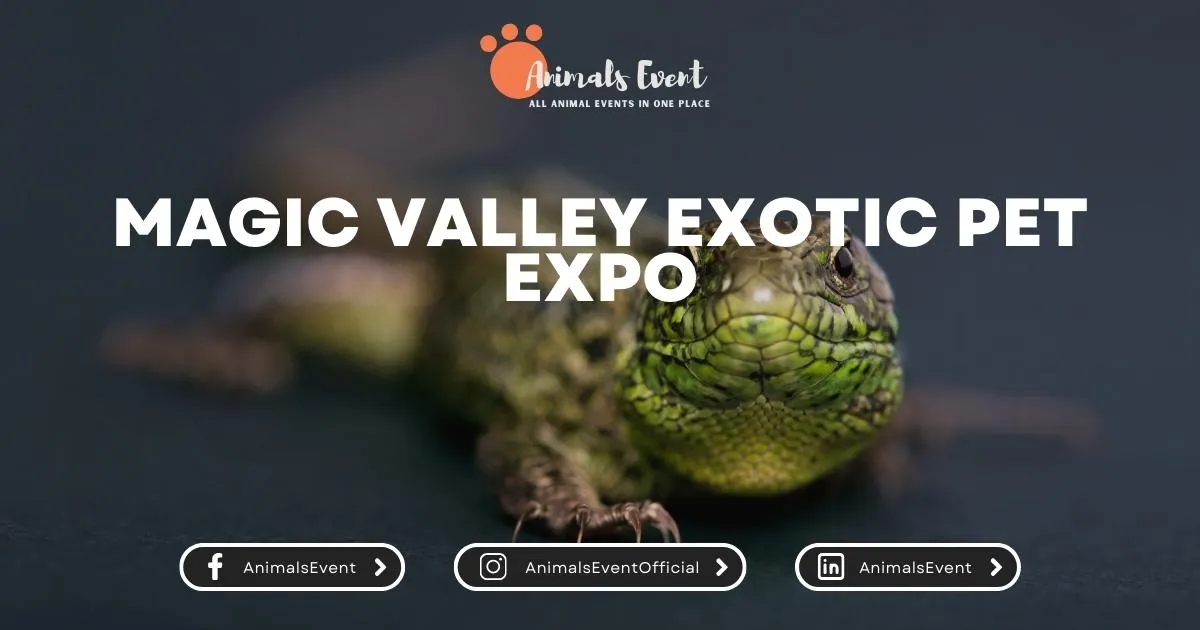 Animals Event
ALL ANIMAL EVENTS IN ONE PLACE
MAGIC VALLEY EXOTIC PET
EXPO
AnimalsEvent
AnimalsEventOfficial
AnimalsEvent